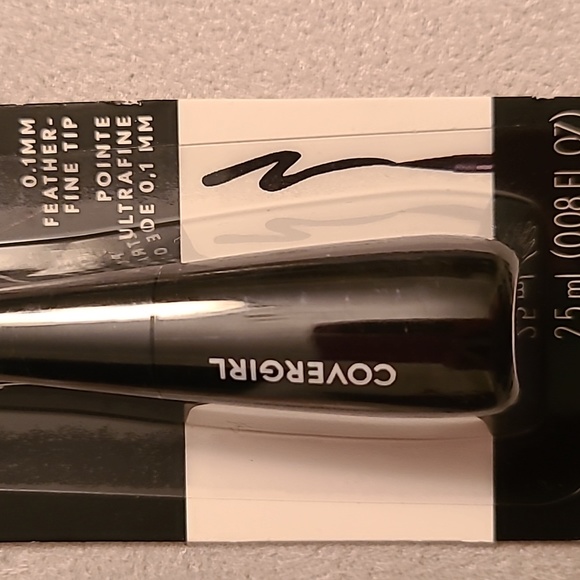 0.1MM
FEATHER-
FINE TIP
POINTE
ULTRAFINE
DE 0,1 MM
COVERGIRL
2.5 ml (0.08 FL OZ)